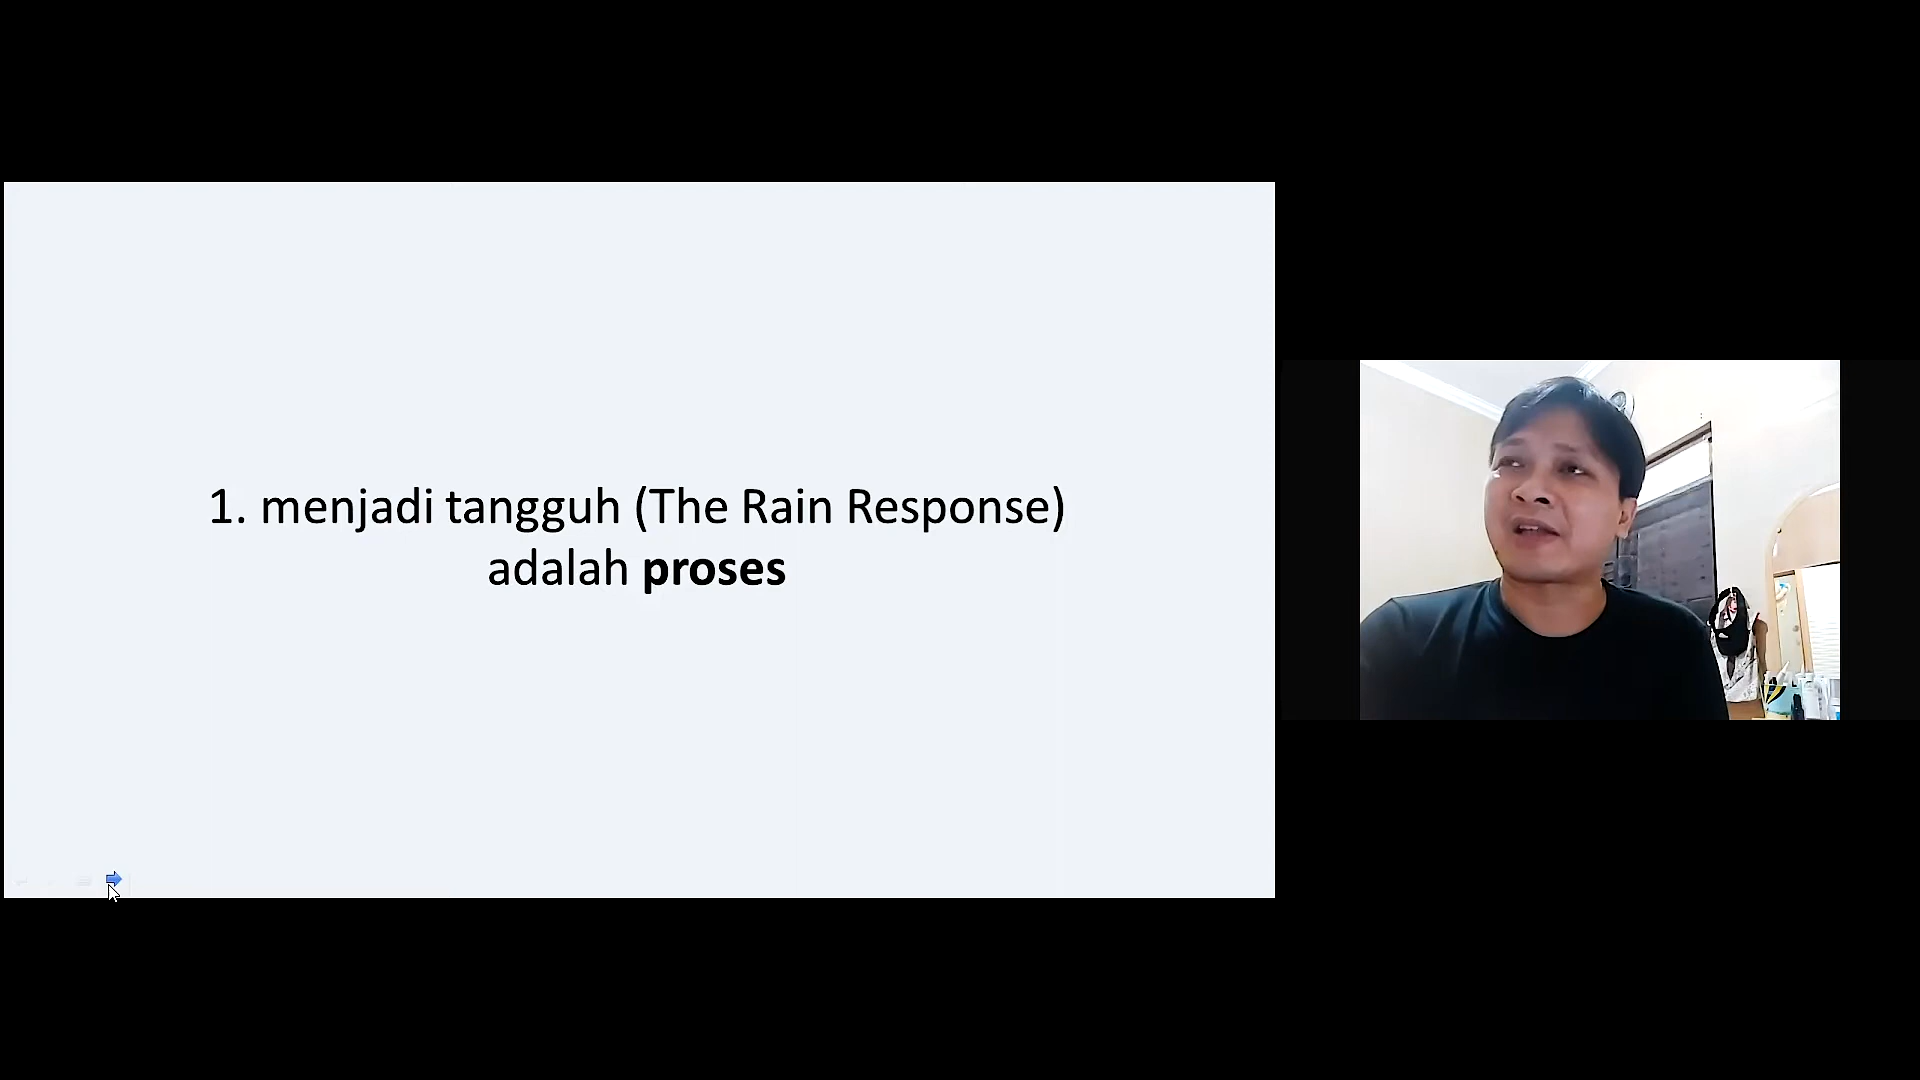 1. menjadi tangguh (The Rain Response)
adalah proses